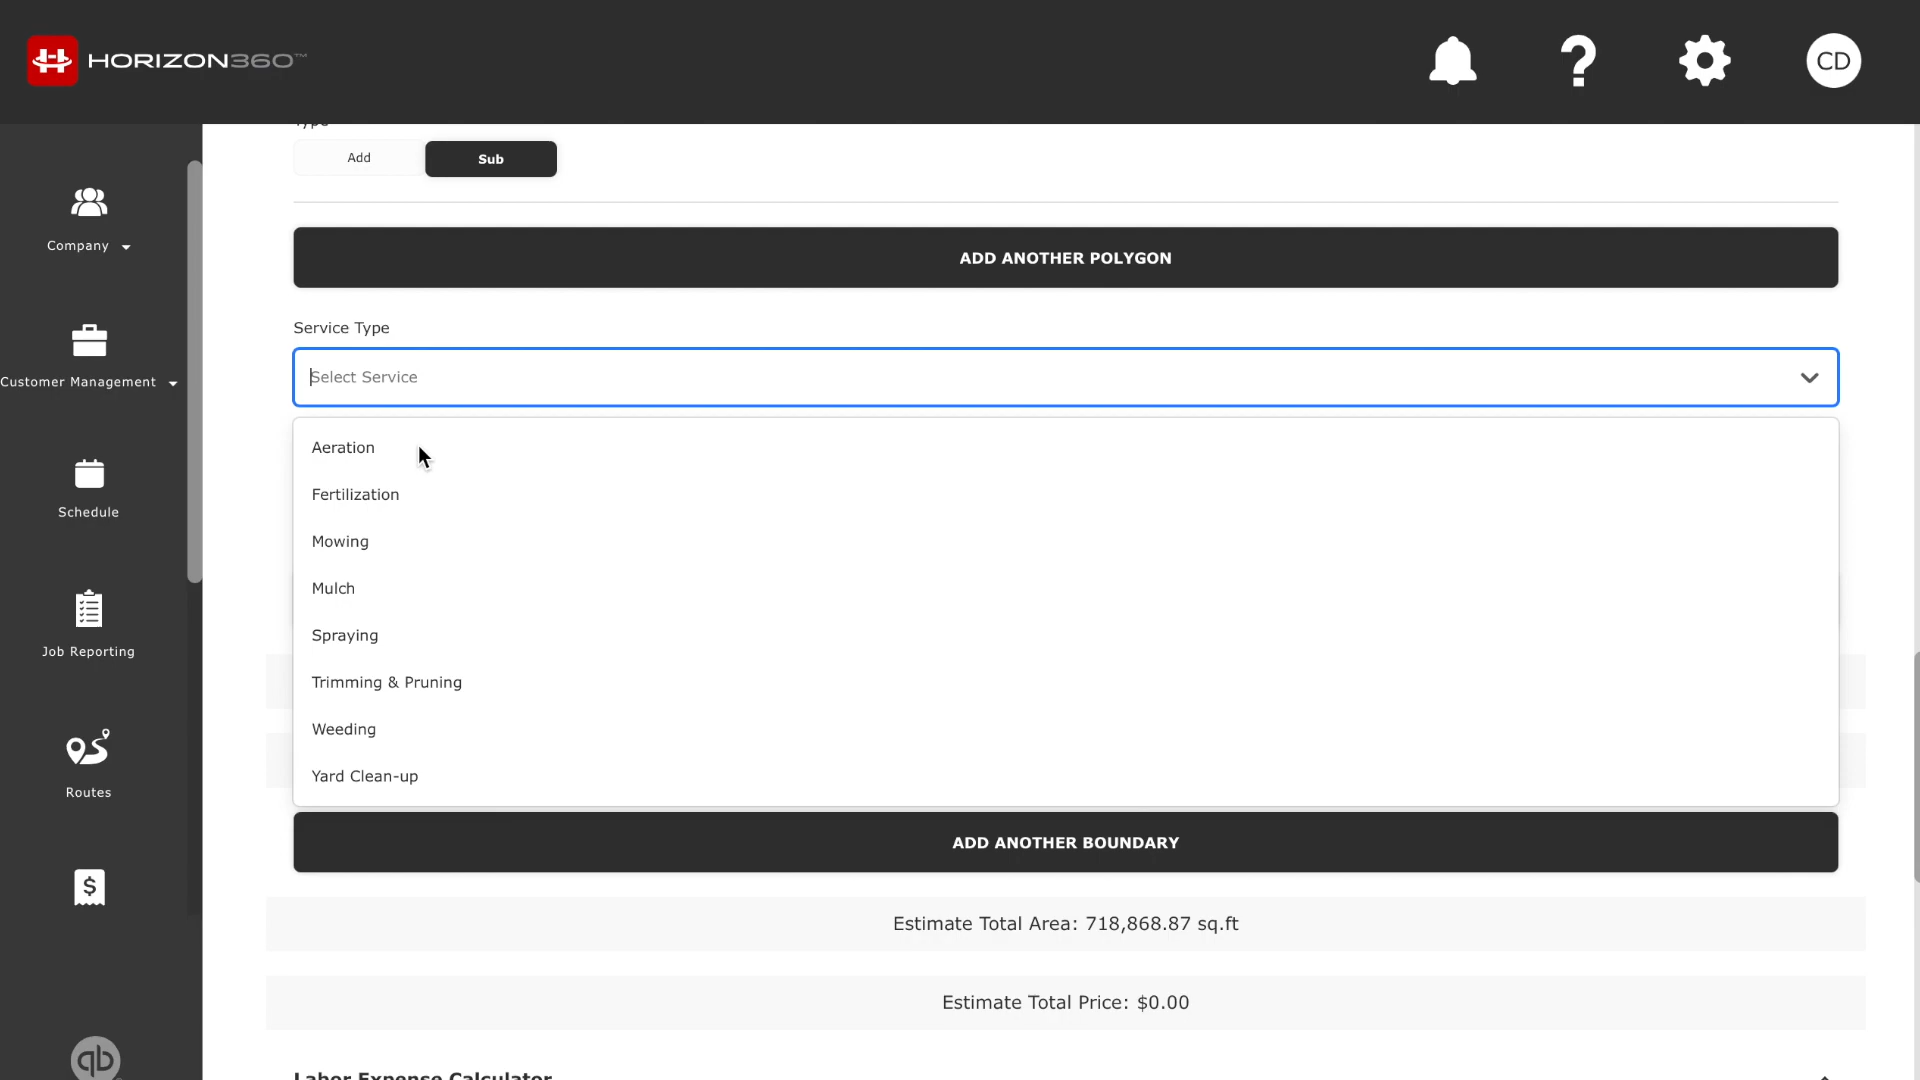 HORIZON360™
CD
Type
Add
Sub
Company
ADD ANOTHER POLYGON
Service Type
Customer Management
Select Service
Aeration
Fertilization
Schedule
Mowing
Mulch
Spraying
Job Reporting
Trimming & Pruning
Weeding
Yard Clean-up
Routes
ADD ANOTHER BOUNDARY
$
Estimate Total Area: 718,868.87 sq.ft
Estimate Total Price: $0.00
qb
Labor Expense Calculator